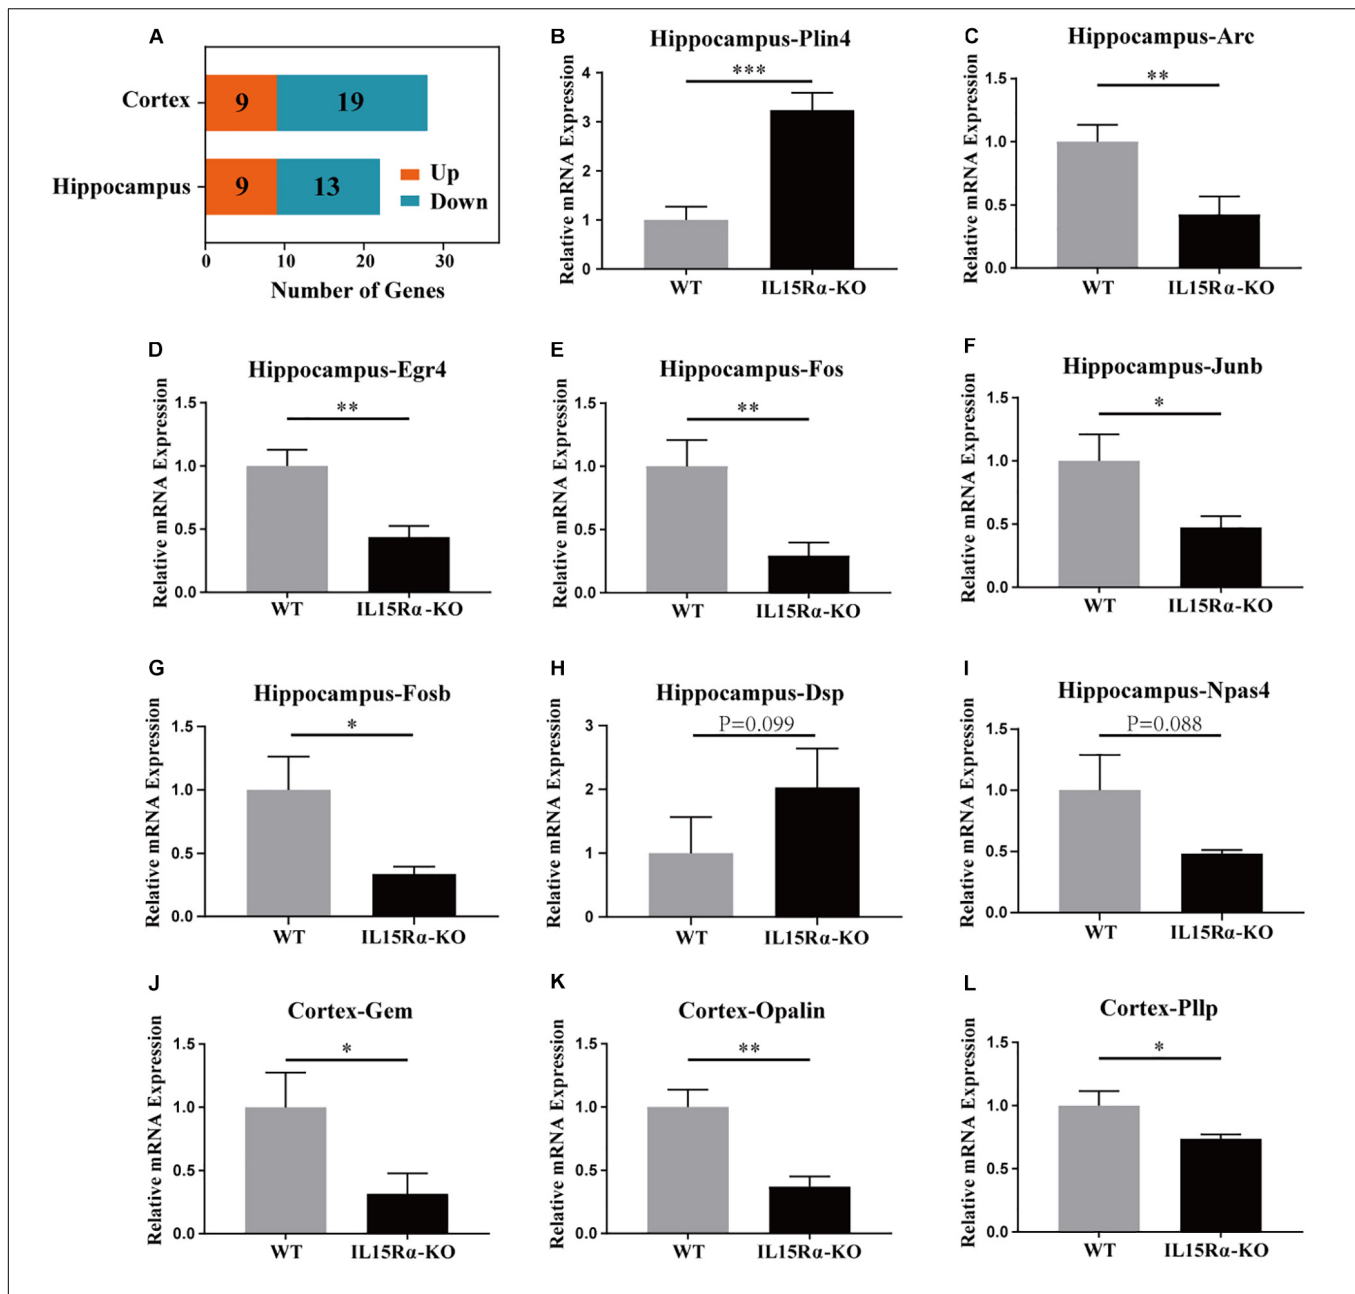 A
Cortex
9
19
Hippocampus
9
13
Up
Down
0
10
20
30
Number of Genes
B
Hippocampus-Plin4
Relative mRNA Expression
4
3
2
1
0
***
WT
IL15Rα-KO
C
Hippocampus-Arc
Relative mRNA Expression
1.5
1.0
0.5
0.0
**
WT
IL15Rα-KO
D
Hippocampus-Egr4
Relative mRNA Expression
1.5
1.0
0.5
0.0
**
WT
IL15Rα-KO
E
Hippocampus-Fos
Relative mRNA Expression
1.5
1.0
0.5
0.0
**
WT
IL15Rα-KO
F
Hippocampus-Junb
Relative mRNA Expression
1.5
1.0
0.5
0.0
*
WT
IL15Rα-KO
G
Hippocampus-Fosb
Relative mRNA Expression
1.5
1.0
0.5
0.0
*
WT
IL15Rα-KO
H
Hippocampus-Dsp
Relative mRNA Expression
3
2
1
0
P=0.099
WT
IL15Rα-KO
I
Hippocampus-Npas4
Relative mRNA Expression
1.5
1.0
0.5
0.0
P=0.088
WT
IL15Rα-KO
J
Cortex-Gem
Relative mRNA Expression
1.5
1.0
0.5
0.0
*
WT
IL15Rα-KO
K
Cortex-Opalin
Relative mRNA Expression
1.5
1.0
0.5
0.0
**
WT
IL15Rα-KO
L
Cortex-Pllp
Relative mRNA Expression
1.5
1.0
0.5
0.0
*
WT
IL15Rα-KO